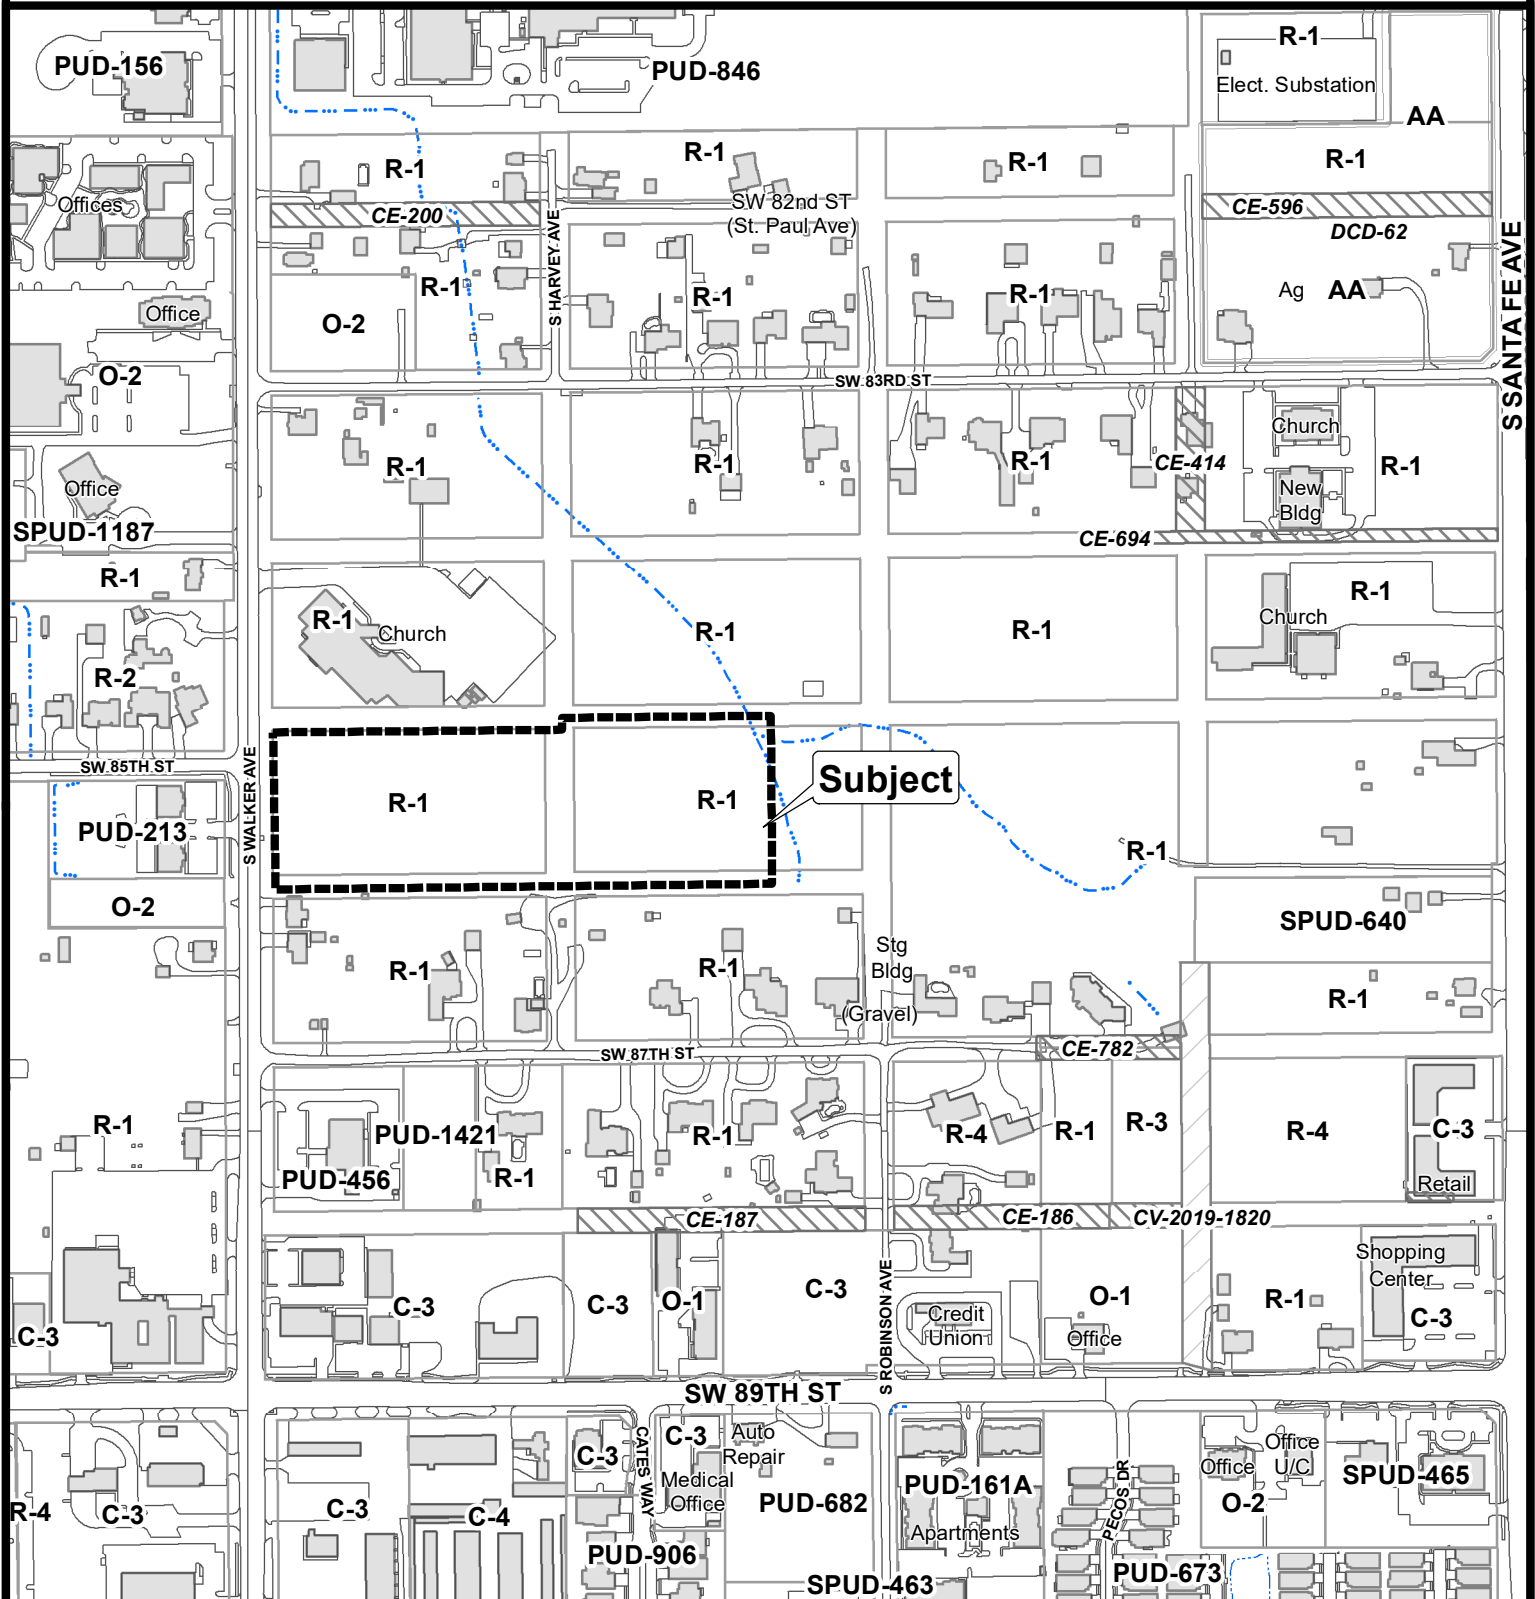 R-1
PUD-156
PUD-846
Elect. Substation
AA
R-1
R-1
R-1
R-1
Offices
CE-200
SW 82nd ST
(St. Paul Ave)
CE-596
DCD-62
S HARVEY AVE
S SANTA FE AVE
R-1
R-1
R-1
Ag
AA
Office
O-2
O-2
SW 83RD ST
Church
R-1
R-1
R-1
CE-414
R-1
Office
New
Bldg
SPUD-1187
CE-694
R-1
R-1
R-1
Church
R-1
R-1
Church
R-2
SW 85TH ST
S WALKER AVE
Subject
R-1
R-1
PUD-213
R-1
O-2
SPUD-640
Stg
Bldg
R-1
R-1
R-1
(Gravel)
SW 87TH ST
CE-782
R-1
PUD-1421
R-1
R-4
R-1
R-3
R-4
C-3
PUD-456
R-1
Retail
CE-187
CE-186
CV-2019-1820
Shopping
Center
S ROBINSON AVE
C-3
C-3
O-1
C-3
Credit
Union
O-1
Office
R-1
C-3
C-3
SW 89TH ST
C-3
CATES WAY
C-3
Auto
Repair
Office
Office
U/C
Medical
Office
PUD-161A
PECOS DR
SPUD-465
R-4
C-3
C-3
C-4
PUD-682
O-2
Apartments
PUD-906
SPUD-463
PUD-673